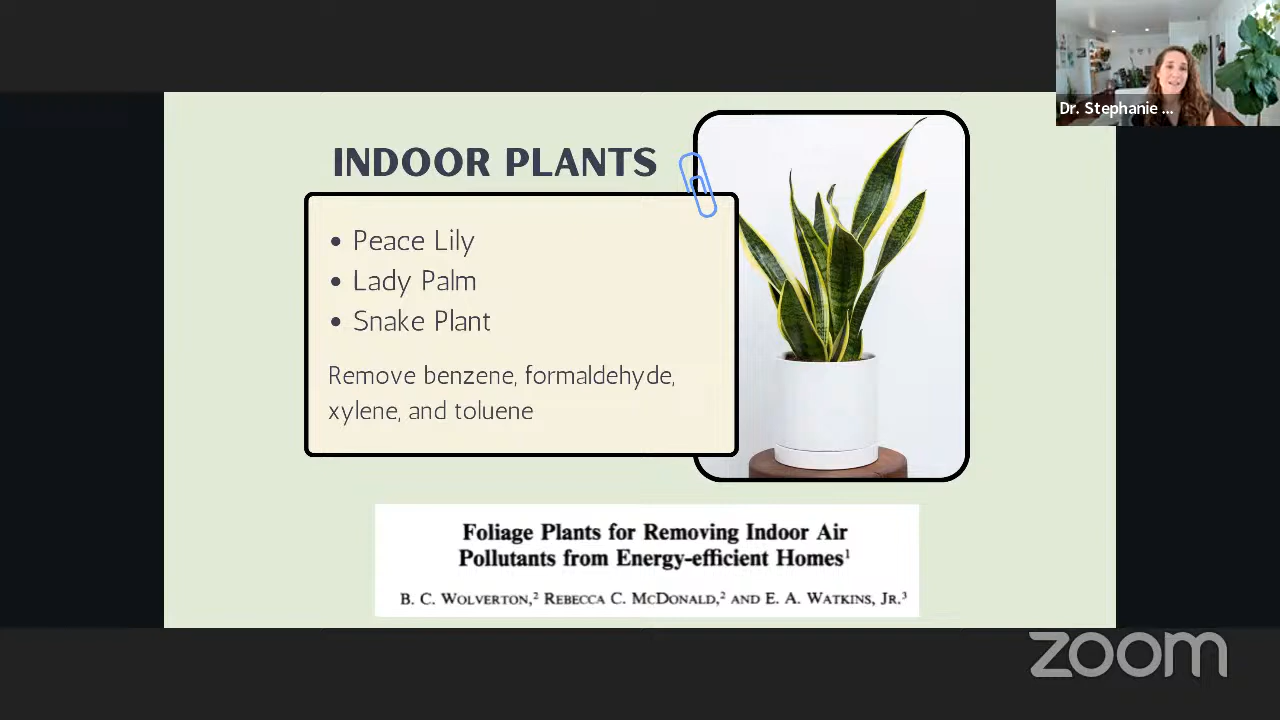 Dr. Stephanie ...
INDOOR PLANTS
• Peace Lily
• Lady Palm
• Snake Plant
Remove benzene, formaldehyde,
xylene, and toluene
Foliage Plants for Removing Indoor Air
Pollutants from Energy-efficient Homes¹
B. C. WOLVERTON,² REBECCA C. MCDONALD,² AND E. A. WATKINS, JR.³
zoom